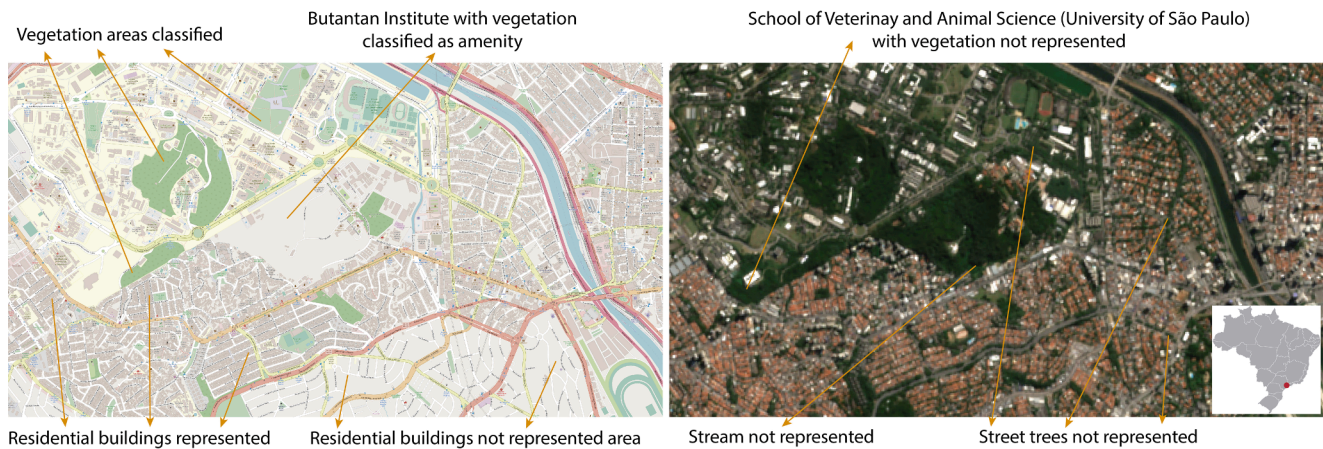 Vegetation areas classified
Butantan Institute with vegetation
classified as amenity
School of Veterinay and Animal Science (University of São Paulo)
with vegetation not represented
Residential buildings represented
Residential buildings not represented area
Stream not represented
Street trees not represented